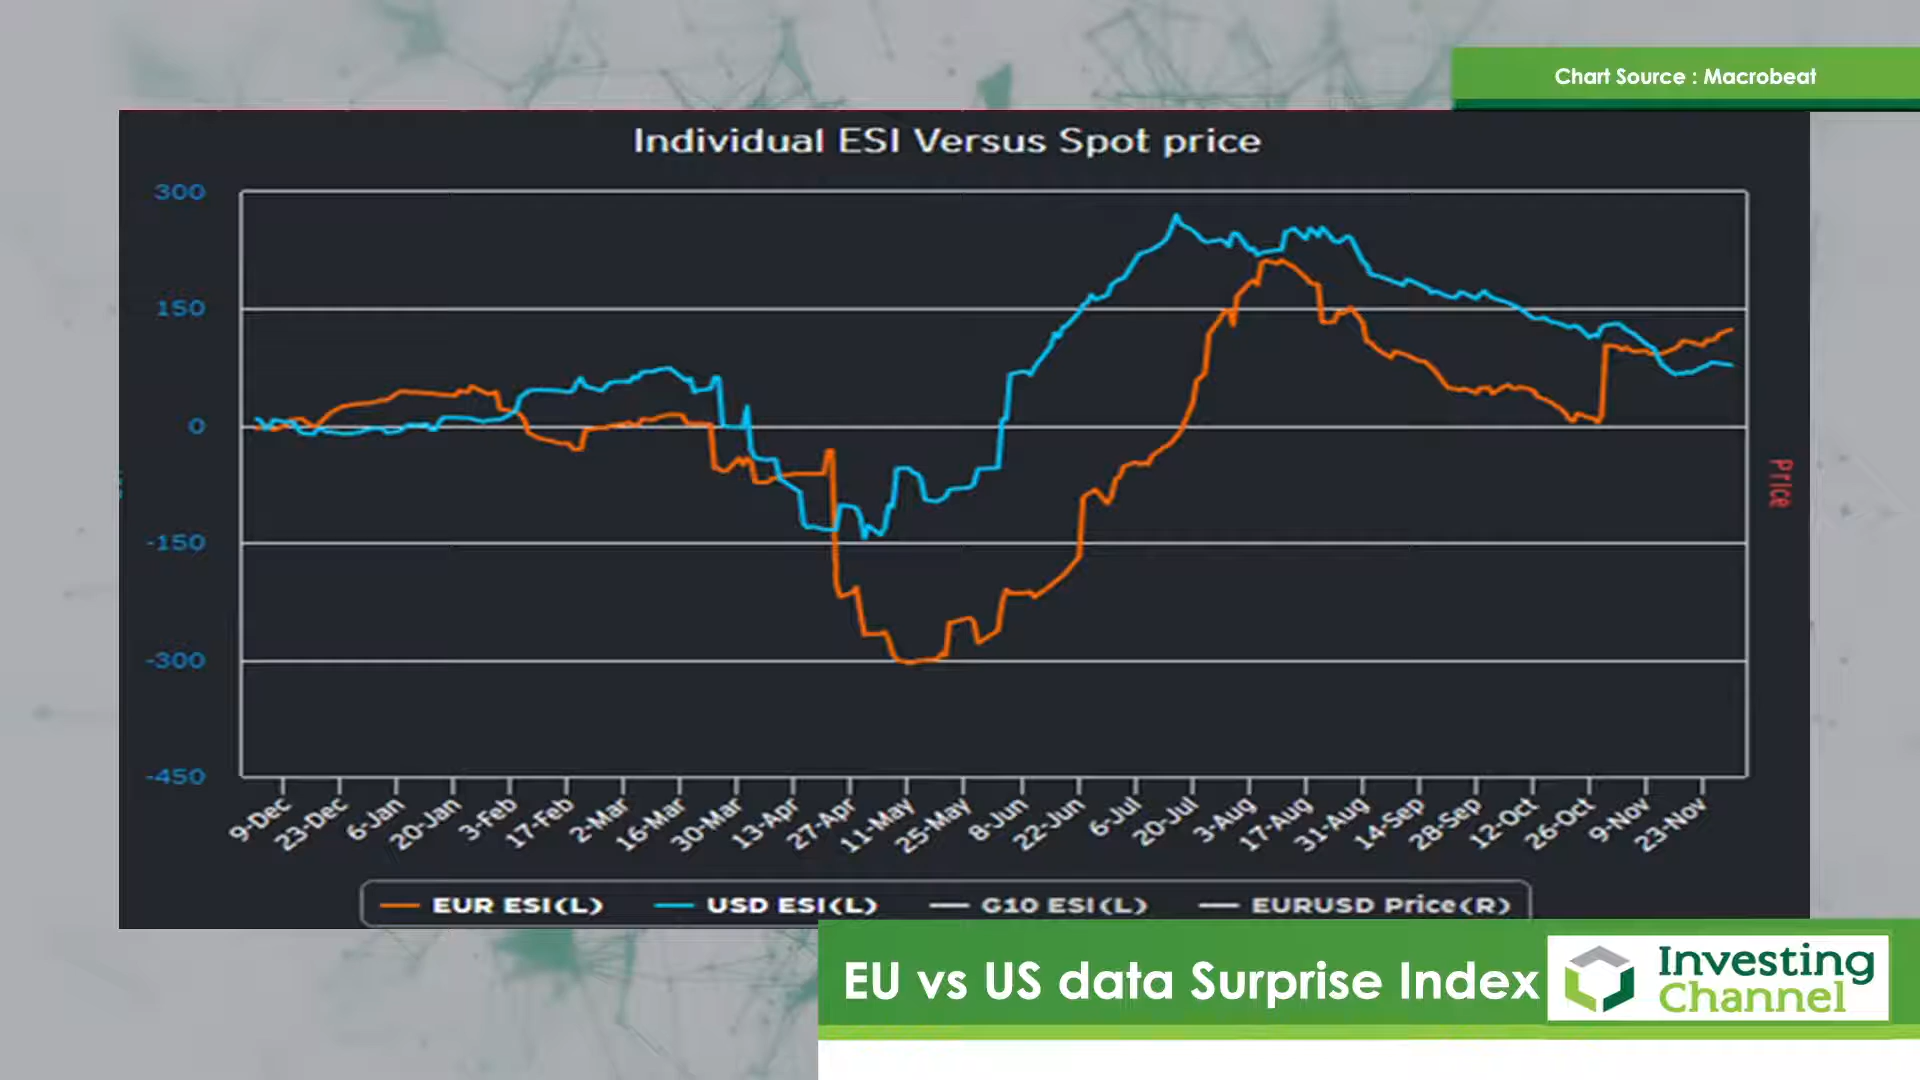 Chart Source : Macrobeat
Individual ESI Versus Spot price
300
150
0
-150
-300
-450
Price
9-Dec
23-Dec
6-Jan
20-Jan
3-Feb
17-Feb
2-Mar
16-Mar
30-Mar
13-Apr
27-Apr
11-May
25-May
8-Jun
22-Jun
6-Jul
20-Jul
3-Aug
17-Aug
31-Aug
14-Sep
28-Sep
12-Oct
26-Oct
9-Nov
23-Nov
EUR ESI(L) USD ESI(L) G10 ESI(L) EURUSD Price(R)
EU vs US data Surprise Index
Investing
Channel